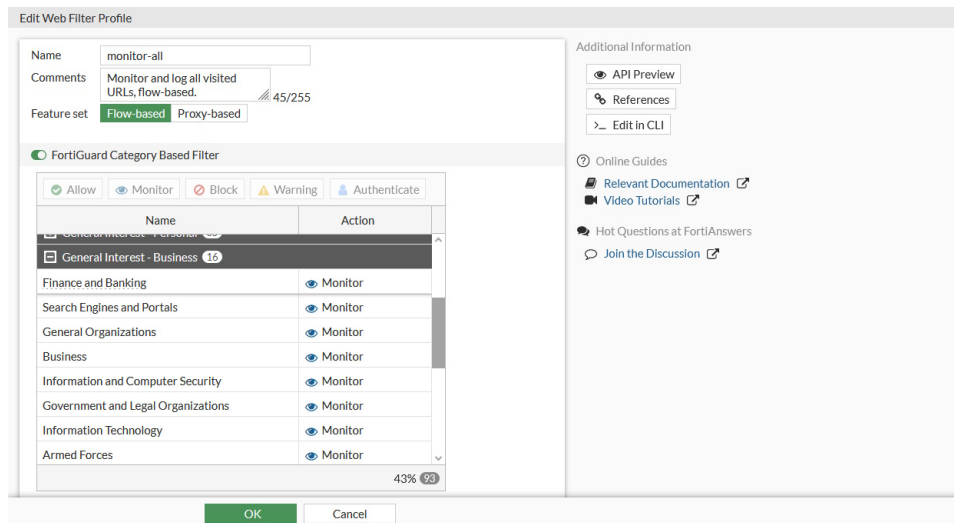 Edit Web Filter Profile
Name
monitor-all
Comments
Monitor and log all visited
URLs, flow-based.
45/255
Feature set
Flow-based
Proxy-based
FortiGuard Category Based Filter
Allow
Monitor
Block
Warning
Authenticate
Name
Action
General Interest - Business 16
Finance and Banking
Monitor
Search Engines and Portals
Monitor
General Organizations
Monitor
Business
Monitor
Information and Computer Security
Monitor
Government and Legal Organizations
Monitor
Information Technology
Monitor
Armed Forces
Monitor
43% 93
OK
Cancel
Additional Information
API Preview
References
>_ Edit in CLI
Online Guides
Relevant Documentation
Video Tutorials
Hot Questions at FortiAnswers
Join the Discussion